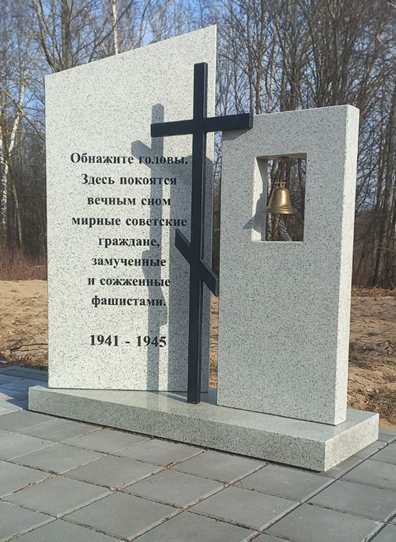 Обнажите головы.
Здесь покоятся
вечным сном
мирные советские
граждане,
замученные
и сожженные
фашистами.
1941 - 1945